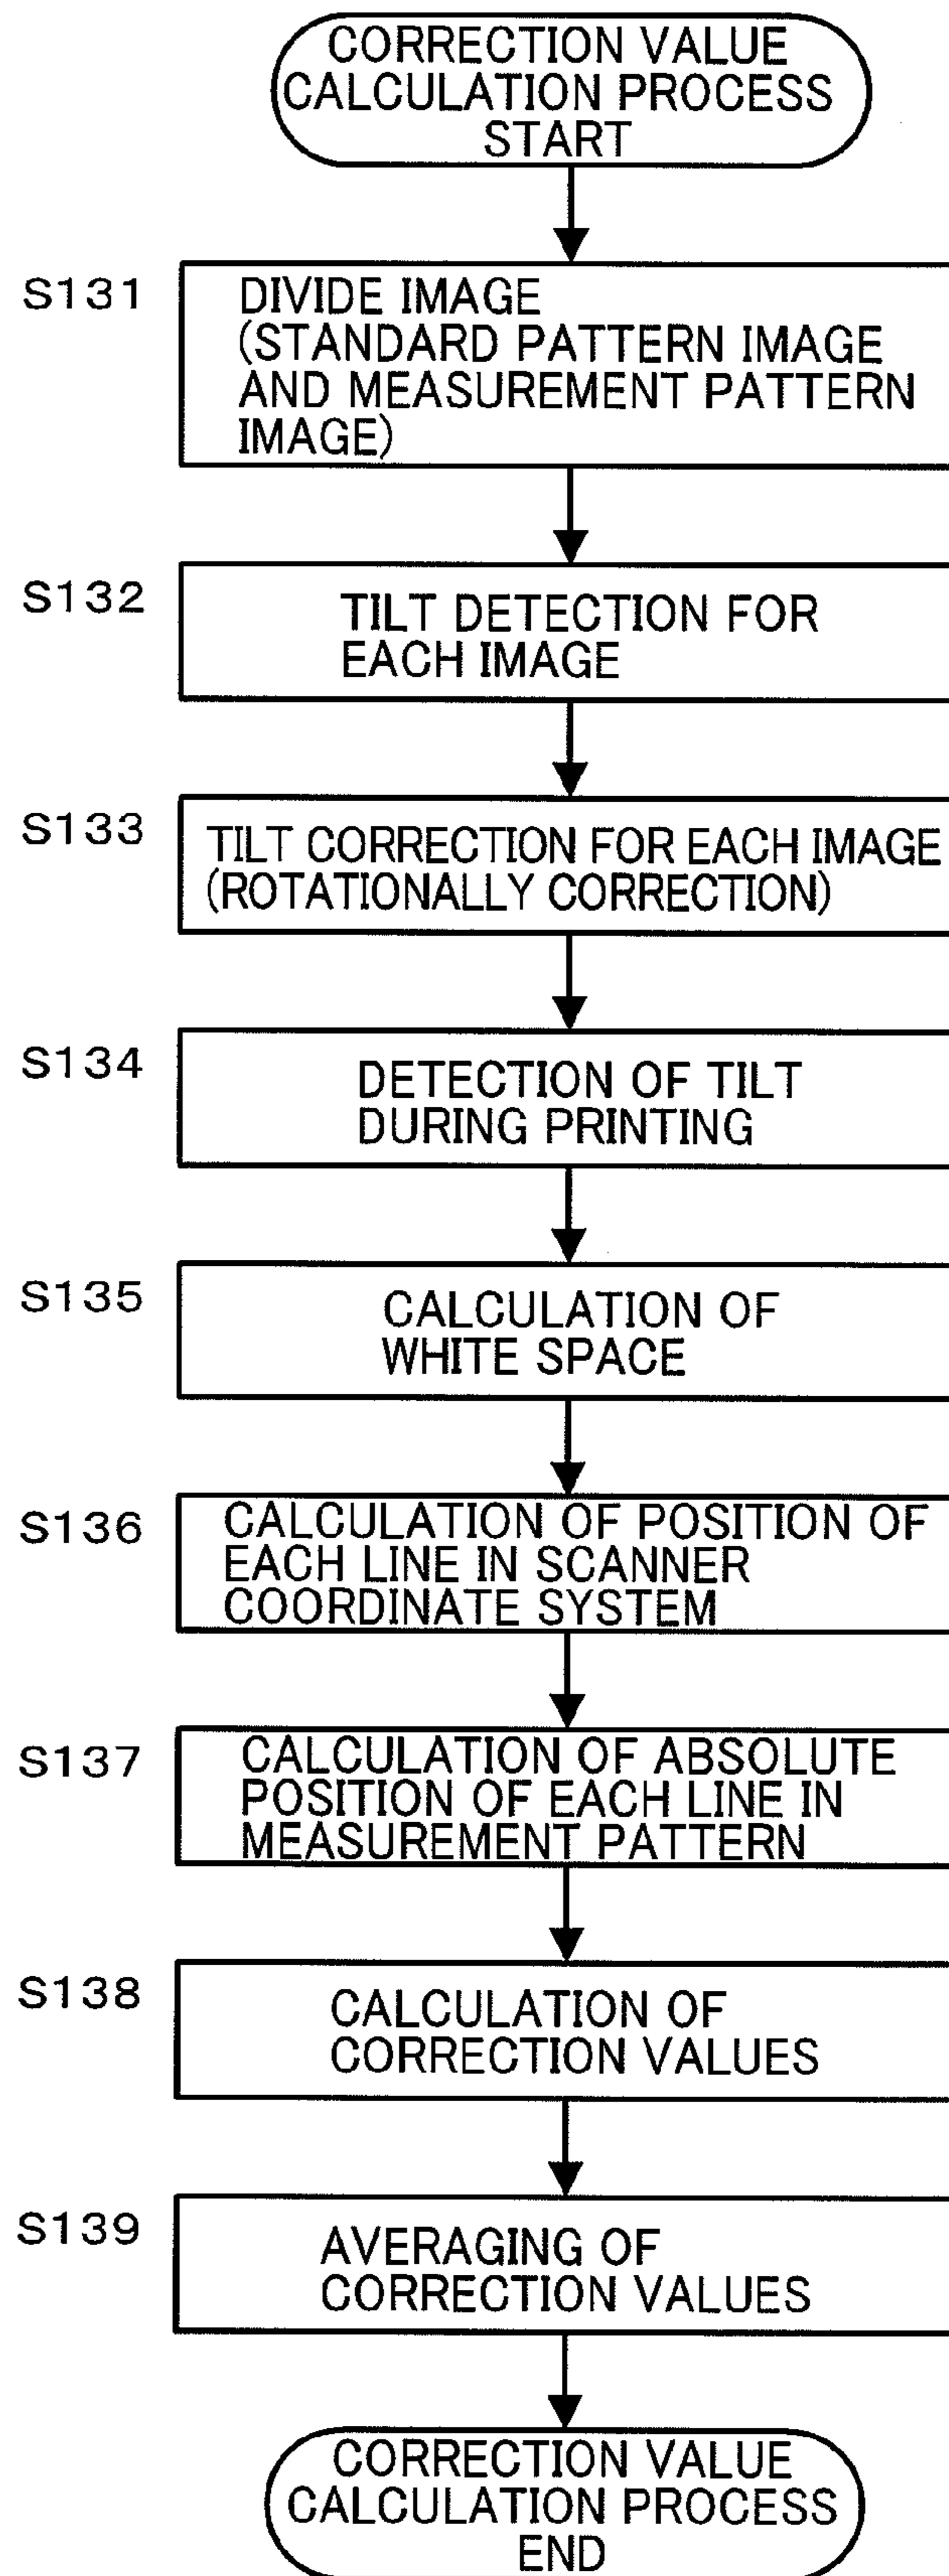 CORRECTION VALUE
CALCULATION PROCESS
START
S131
DIVIDE IMAGE
(STANDARD PATTERN IMAGE
AND MEASUREMENT PATTERN
IMAGE)
S132
TILT DETECTION FOR
EACH IMAGE
S133
TILT CORRECTION FOR EACH IMAGE
(ROTATIONALLY CORRECTION)
S134
DETECTION OF TILT
DURING PRINTING
S135
CALCULATION OF
WHITE SPACE
S136
CALCULATION OF POSITION OF
EACH LINE IN SCANNER
COORDINATE SYSTEM
S137
CALCULATION OF ABSOLUTE
POSITION OF EACH LINE IN
MEASUREMENT PATTERN
S138
CALCULATION OF
CORRECTION VALUES
S139
AVERAGING OF
CORRECTION VALUES
CORRECTION VALUE
CALCULATION PROCESS
END